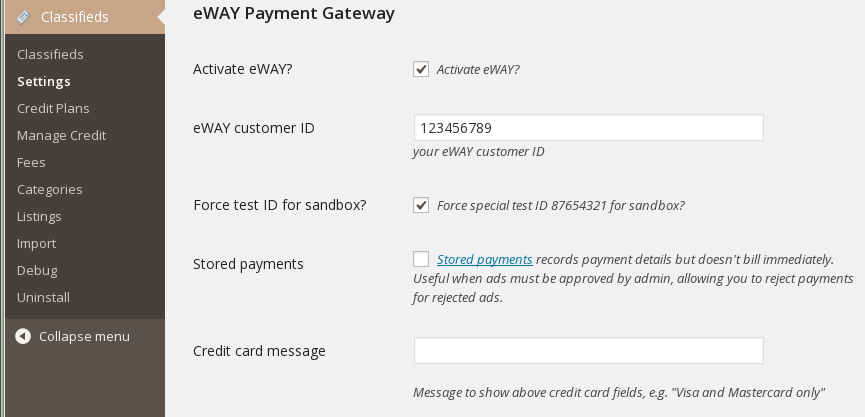 Classifieds
Classifieds
Settings
Credit Plans
Manage Credit
Fees
Categories
Listings
Import
Debug
Uninstall
Collapse menu
eWAY Payment Gateway
Activate eWAY?
Activate eWAY?
eWAY customer ID
123456789
your eWAY customer ID
Force test ID for sandbox?
Force special test ID 87654321 for sandbox?
Stored payments
Stored payments records payment details but doesn't bill immediately.
Useful when ads must be approved by admin, allowing you to reject payments
for rejected ads.
Credit card message
Message to show above credit card fields, e.g. "Visa and Mastercard only"